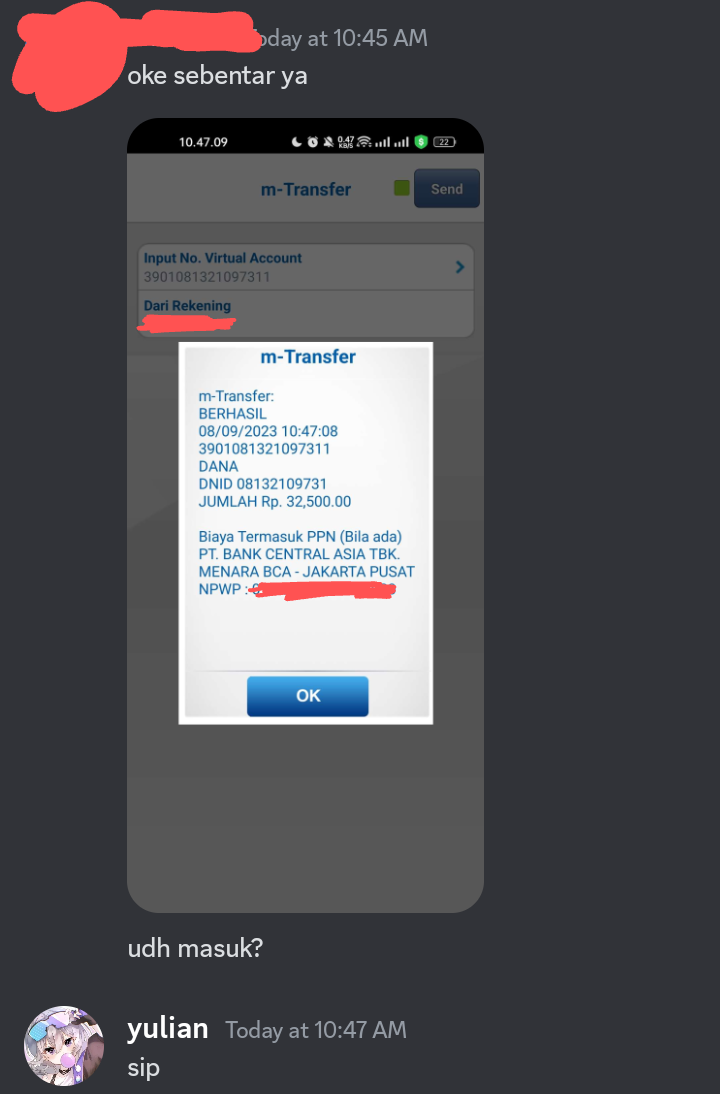 oday at 10:45 AM
oke sebentar ya
10.47.09
0.47 KB/S
22
m-Transfer
Send
Input No. Virtual Account
3901081321097311
Dari Rekening
m-Transfer
m-Transfer:
BERHASIL
08/09/2023 10:47:08
3901081321097311
DANA
DNID 08132109731
JUMLAH Rp. 32,500.00
Biaya Termasuk PPN (Bila ada)
PT. BANK CENTRAL ASIA TBK.
MENARA BCA - JAKARTA PUSAT
NPWP :
OK
udh masuk?
yulian Today at 10:47 AM
sip